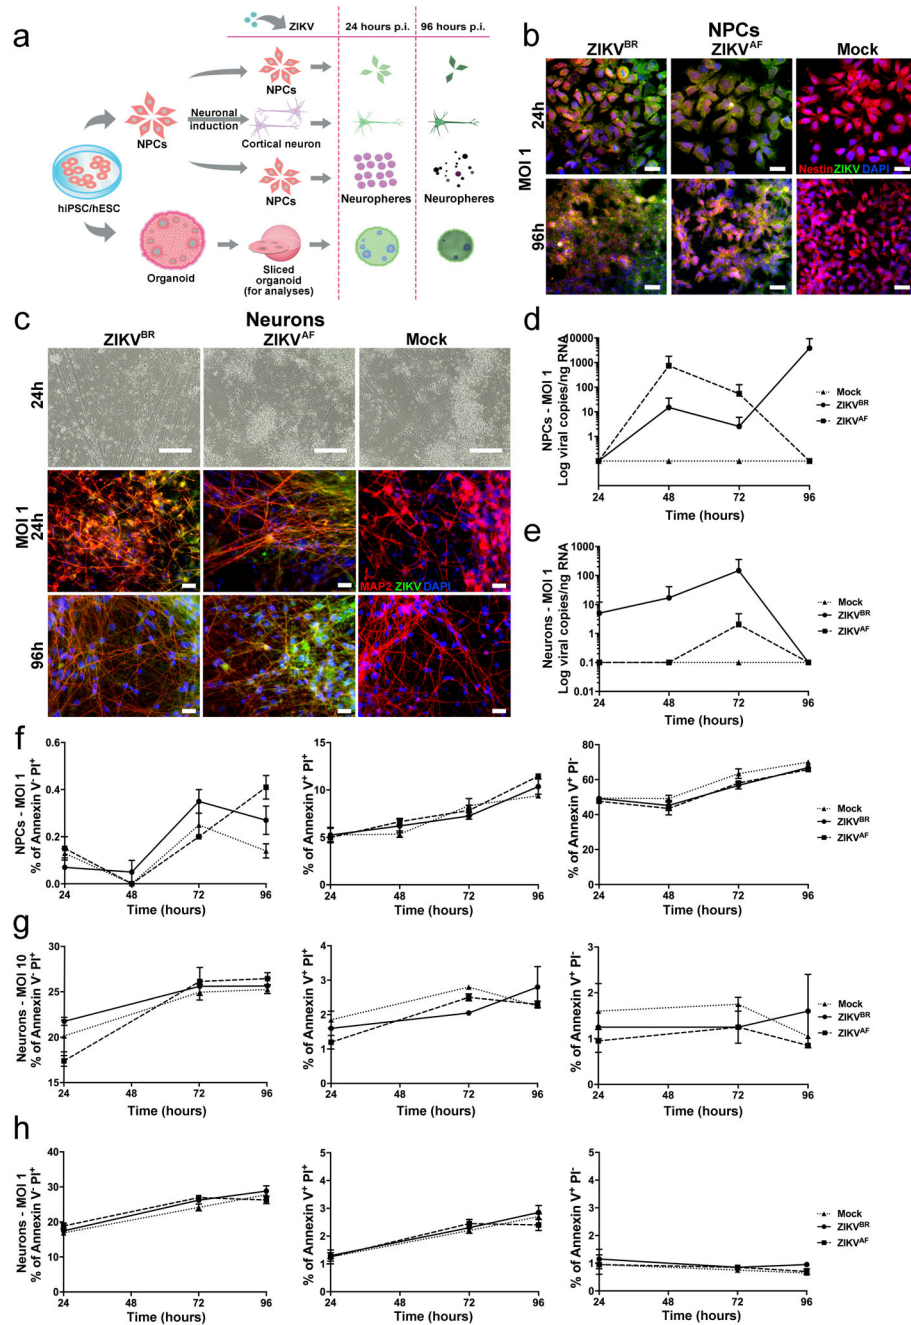 a
ZIKV
24 hours p.i.
96 hours p.i.
NPCs
NPCs
Neuronal
induction
Cortical neuron
hiPSC/hESC
NPCs
Neuropheres
Neuropheres
Organoid
Sliced
organoid
(for analyses)
b
NPCs
ZIKVBR
ZIKVAF
Mock
MOI 1
24h
96h
Nestin ZIKV DAPI
c
Neurons
ZIKVBR
ZIKVAF
Mock
24h
MOI 1
24h
96h
MAP2 ZIKV DAPI
d
NPCs - MOI 1
Log viral copies/ng RNA
10000
1000
100
10
1
24
48
72
96
Time (hours)
Mock
ZIKVBR
ZIKVAF
e
Neurons - MOI 1
Log viral copies/ng RNA
1000
100
10
1
0.1
0.01
24
48
72
96
Time (hours)
Mock
ZIKVBR
ZIKVAF
f
NPCs - MOI 1
% of Annexin V- PI+
0.6
0.4
0.2
0.0
24
48
72
96
Time (hours)
% of Annexin V+ PI+
15
10
5
0
24
48
72
96
Time (hours)
% of Annexin V+ PI-
80
60
40
20
0
24
48
72
96
Time (hours)
Mock
ZIKVBR
ZIKVAF
g
Neurons - MOI 10
% of Annexin V- PI+
30
25
20
15
24
48
72
96
Time (hours)
% of Annexin V+ PI+
4
3
2
1
0
24
48
72
96
Time (hours)
% of Annexin V+ PI-
3
2
1
0
24
48
72
96
Time (hours)
Mock
ZIKVBR
ZIKVAF
h
Neurons - MOI 1
% of Annexin V- PI+
40
30
20
10
0
24
48
72
96
Time (hours)
% of Annexin V+ PI+
5
4
3
2
1
0
24
48
72
96
Time (hours)
% of Annexin V+ PI-
5
4
3
2
1
0
24
48
72
96
Time (hours)
Mock
ZIKVBR
ZIKVAF